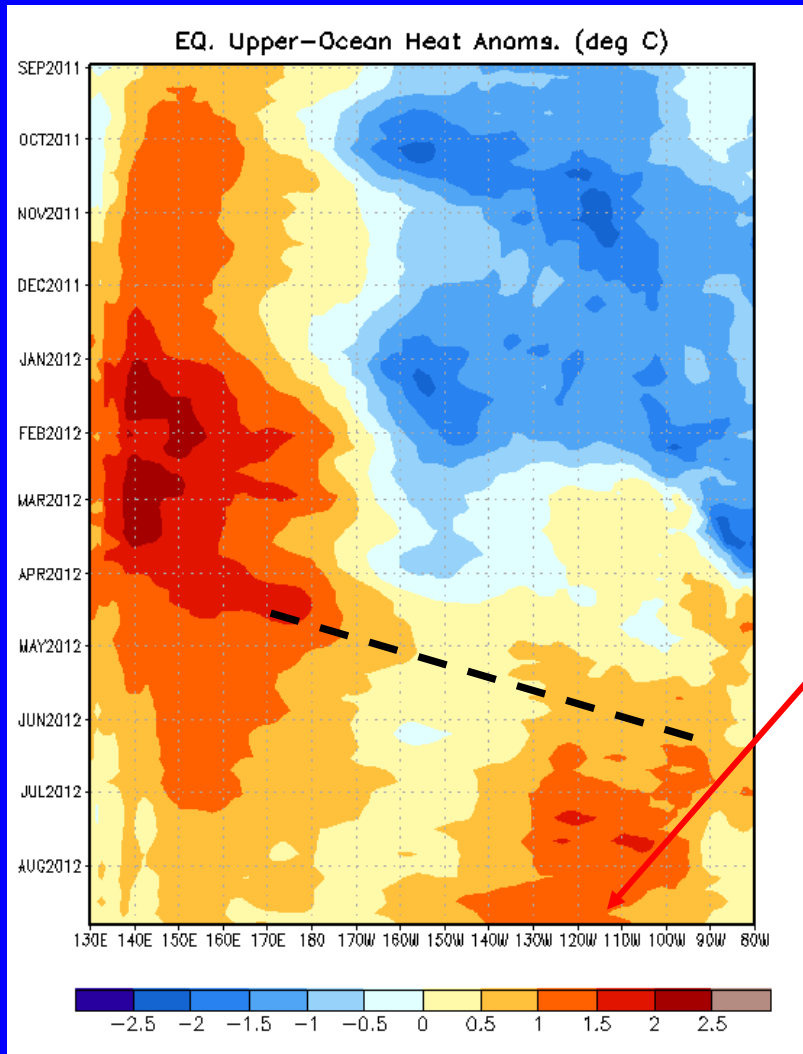 EQ. Upper-Ocean Heat Anoms. (deg C)
SEP2011
OCT2011
NOV2011
DEC2011
JAN2012
FEB2012
MAR2012
APR2012
MAY2012
JUN2012
JUL2012
AUG2012
130E 140E 150E 160E 170E 180 170W 160W 150W 140W 130W 120W 110W 100W 90W 80W
-2.5 -2 -1.5 -1 -0.5 0 0.5 1 1.5 2 2.5